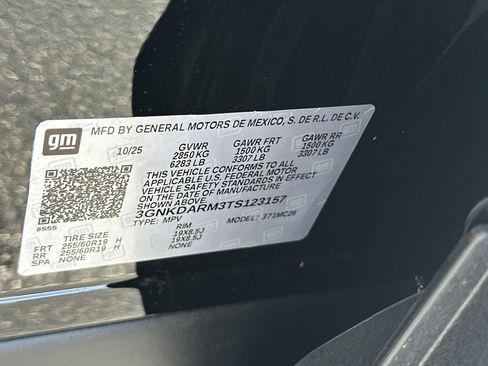 gm MFD BY GENERAL MOTORS DE MEXICO, S. DE R.L. DE C.V.
10/25 GVWR GAWR FRT GAWR RR
2850 KG 1500 KG 1500 KG
6283 LB 3307 LB 3307 LB
THIS VEHICLE CONFORMS TO ALL
APPLICABLE U.S. FEDERAL MOTOR
VEHICLE SAFETY STANDARDS IN EFFECT
ON THE DATE OF MANUFACTURE
SHOWN ABOVE.
3GNKDARM3TS123157
TYPE: MPV MODEL: 371MC26
8555
TIRE SIZE RIM
FRT 255/60R19 H 19X8.5J
RR 255/60R19 H 19X8.5J
SPA NONE NONE